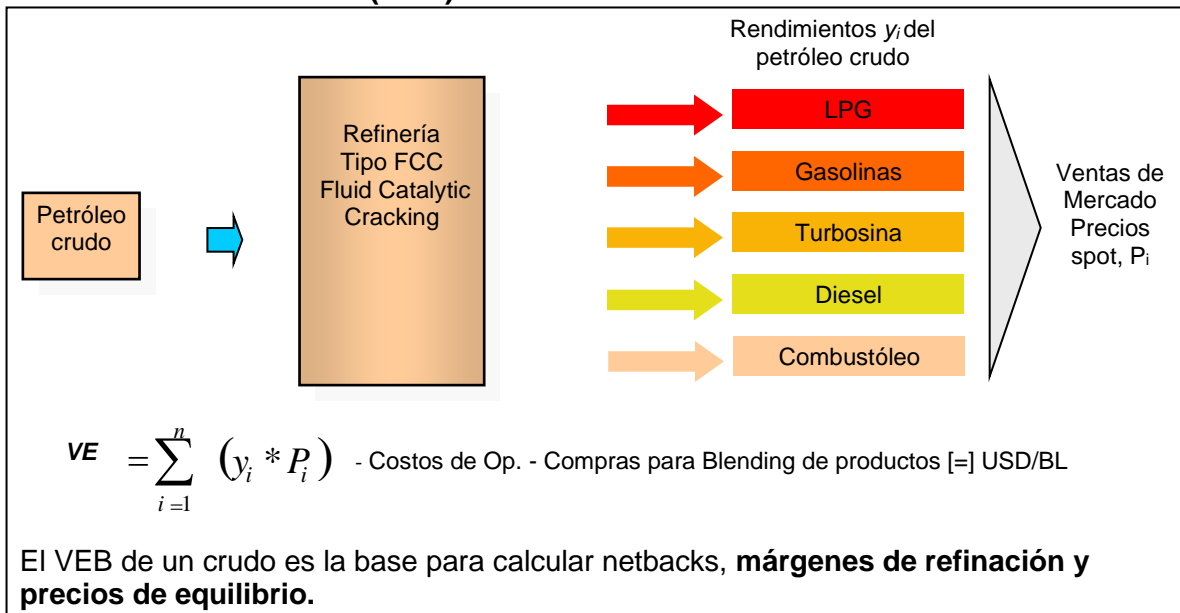 Rendimientos yi del
petróleo crudo
LPG
Refinería
Tipo FCC
Fluid Catalytic
Cracking
Gasolinas
Ventas de
Mercado
Precios
spot, Pi
Petróleo
crudo
Turbosina
Diesel
Combustóleo
VE = ∑ (yi * Pi) - Costos de Op. - Compras para Blending de productos [=] USD/BL
n
i =1
El VEB de un crudo es la base para calcular netbacks, márgenes de refinación y
precios de equilibrio.